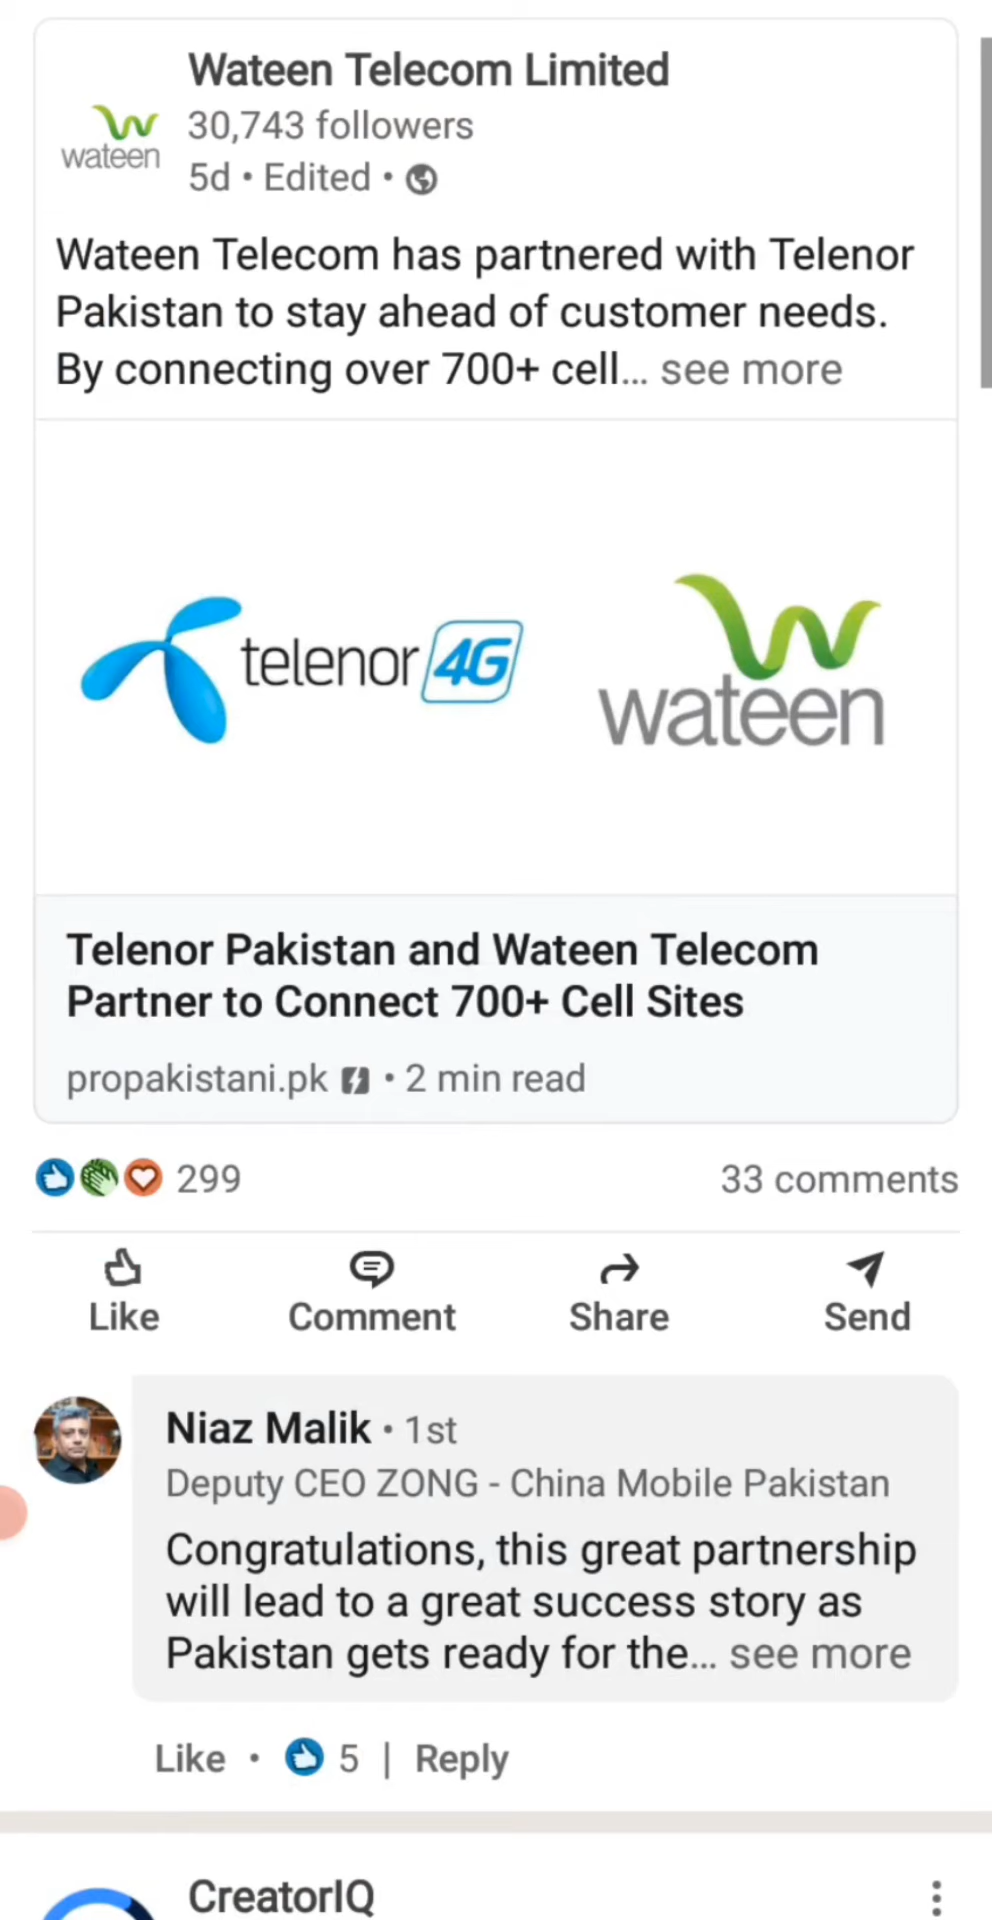 Wateen Telecom Limited
wateen
30,743 followers
5d • Edited •
Wateen Telecom has partnered with Telenor
Pakistan to stay ahead of customer needs.
By connecting over 700+ cell... see more
telenor 4G
wateen
Telenor Pakistan and Wateen Telecom
Partner to Connect 700+ Cell Sites
propakistani.pk • 2 min read
299
33 comments
Like
Comment
Share
Send
Niaz Malik • 1st
Deputy CEO ZONG - China Mobile Pakistan
Congratulations, this great partnership
will lead to a great success story as
Pakistan gets ready for the... see more
Like • 5 | Reply
CreatorIQ